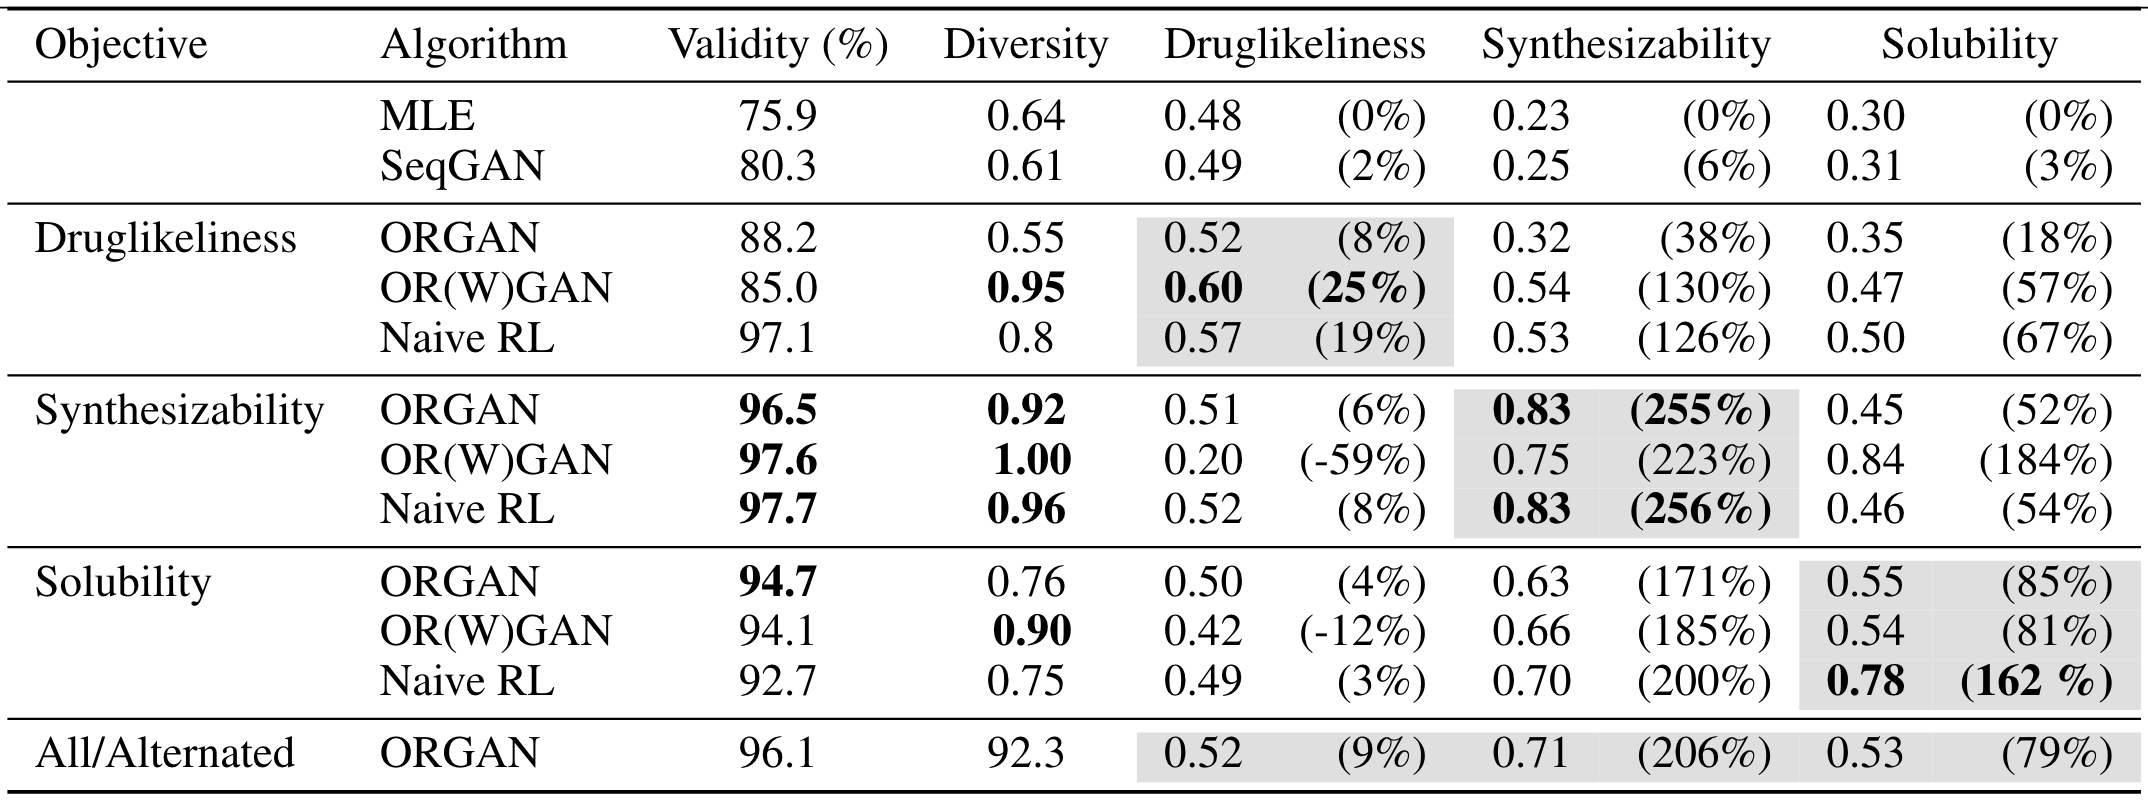 Objective Algorithm Validity (%) Diversity Druglikeliness Synthesizability Solubility
MLE 75.9 0.64 0.48 (0%) 0.23 (0%) 0.30 (0%)
SeqGAN 80.3 0.61 0.49 (2%) 0.25 (6%) 0.31 (3%)
Druglikeliness ORGAN 88.2 0.55 0.52 (8%) 0.32 (38%) 0.35 (18%)
OR(W)GAN 85.0 0.95 0.60 (25%) 0.54 (130%) 0.47 (57%)
Naive RL 97.1 0.8 0.57 (19%) 0.53 (126%) 0.50 (67%)
Synthesizability ORGAN 96.5 0.92 0.51 (6%) 0.83 (255%) 0.45 (52%)
OR(W)GAN 97.6 1.00 0.20 (-59%) 0.75 (223%) 0.84 (184%)
Naive RL 97.7 0.96 0.52 (8%) 0.83 (256%) 0.46 (54%)
Solubility ORGAN 94.7 0.76 0.50 (4%) 0.63 (171%) 0.55 (85%)
OR(W)GAN 94.1 0.90 0.42 (-12%) 0.66 (185%) 0.54 (81%)
Naive RL 92.7 0.75 0.49 (3%) 0.70 (200%) 0.78 (162 %)
All/Alternated ORGAN 96.1 92.3 0.52 (9%) 0.71 (206%) 0.53 (79%)